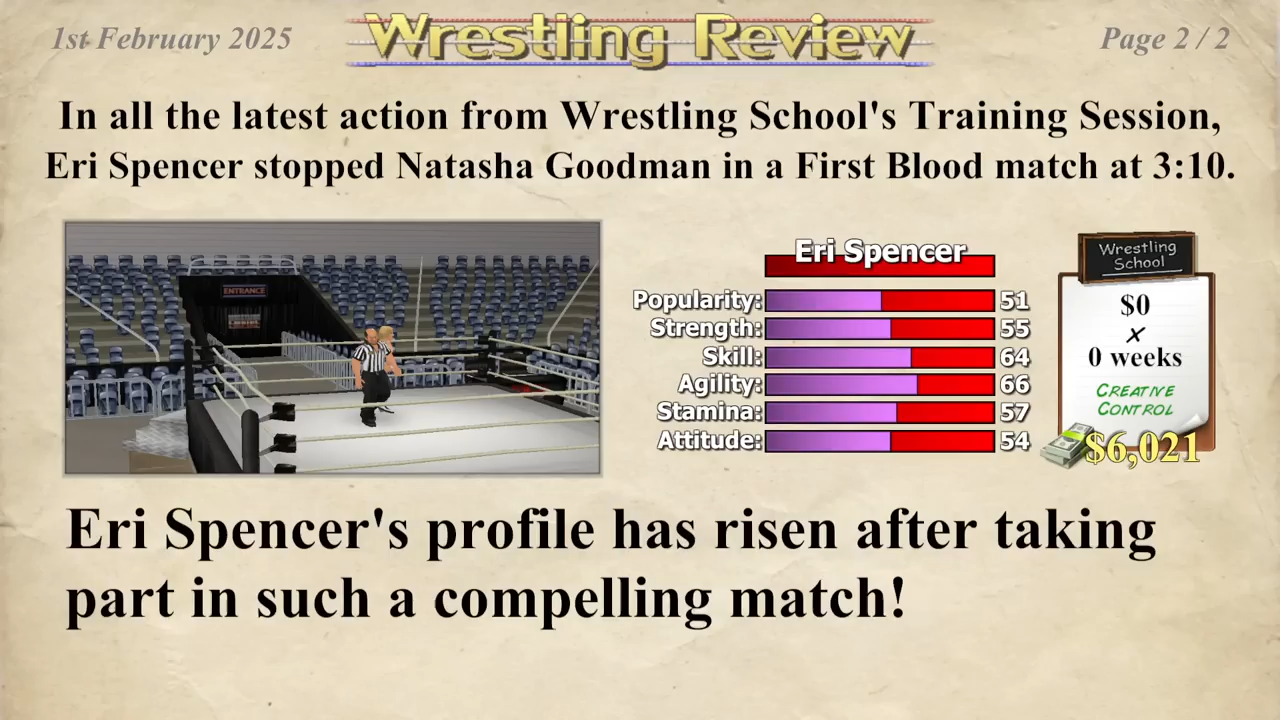 1st February 2025
Wrestling Review
Page 2 / 2
In all the latest action from Wrestling School's Training Session,
Eri Spencer stopped Natasha Goodman in a First Blood match at 3:10.
ENTRANCE
Eri Spencer
Popularity: 51
Strength: 55
Skill: 64
Agility: 66
Stamina: 57
Attitude: 54
Wrestling
School
$0
x
0 weeks
CREATIVE
CONTROL
$6,021
Eri Spencer's profile has risen after taking
part in such a compelling match!